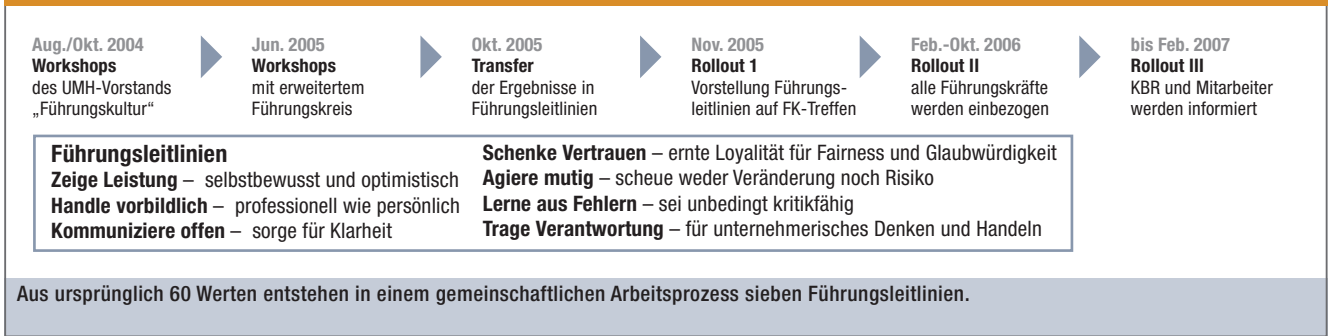 Aug./Okt. 2004
Workshops
des UMH-Vorstands
„Führungskultur“
Jun. 2005
Workshops
mit erweitertem
Führungskreis
Okt. 2005
Transfer
der Ergebnisse in
Führungsleitlinien
Nov. 2005
Rollout 1
Vorstellung Führungs-
leitlinien auf FK-Treffen
Feb.-Okt. 2006
Rollout II
alle Führungskräfte
werden einbezogen
bis Feb. 2007
Rollout III
KBR und Mitarbeiter
werden informiert
Führungsleitlinien
Zeige Leistung – selbstbewusst und optimistisch
Handle vorbildlich – professionell wie persönlich
Kommuniziere offen – sorge für Klarheit
Schenke Vertrauen – ernte Loyalität für Fairness und Glaubwürdigkeit
Agiere mutig – scheue weder Veränderung noch Risiko
Lerne aus Fehlern – sei unbedingt kritikfähig
Trage Verantwortung – für unternehmerisches Denken und Handeln
Aus ursprünglich 60 Werten entstehen in einem gemeinschaftlichen Arbeitsprozess sieben Führungsleitlinien.